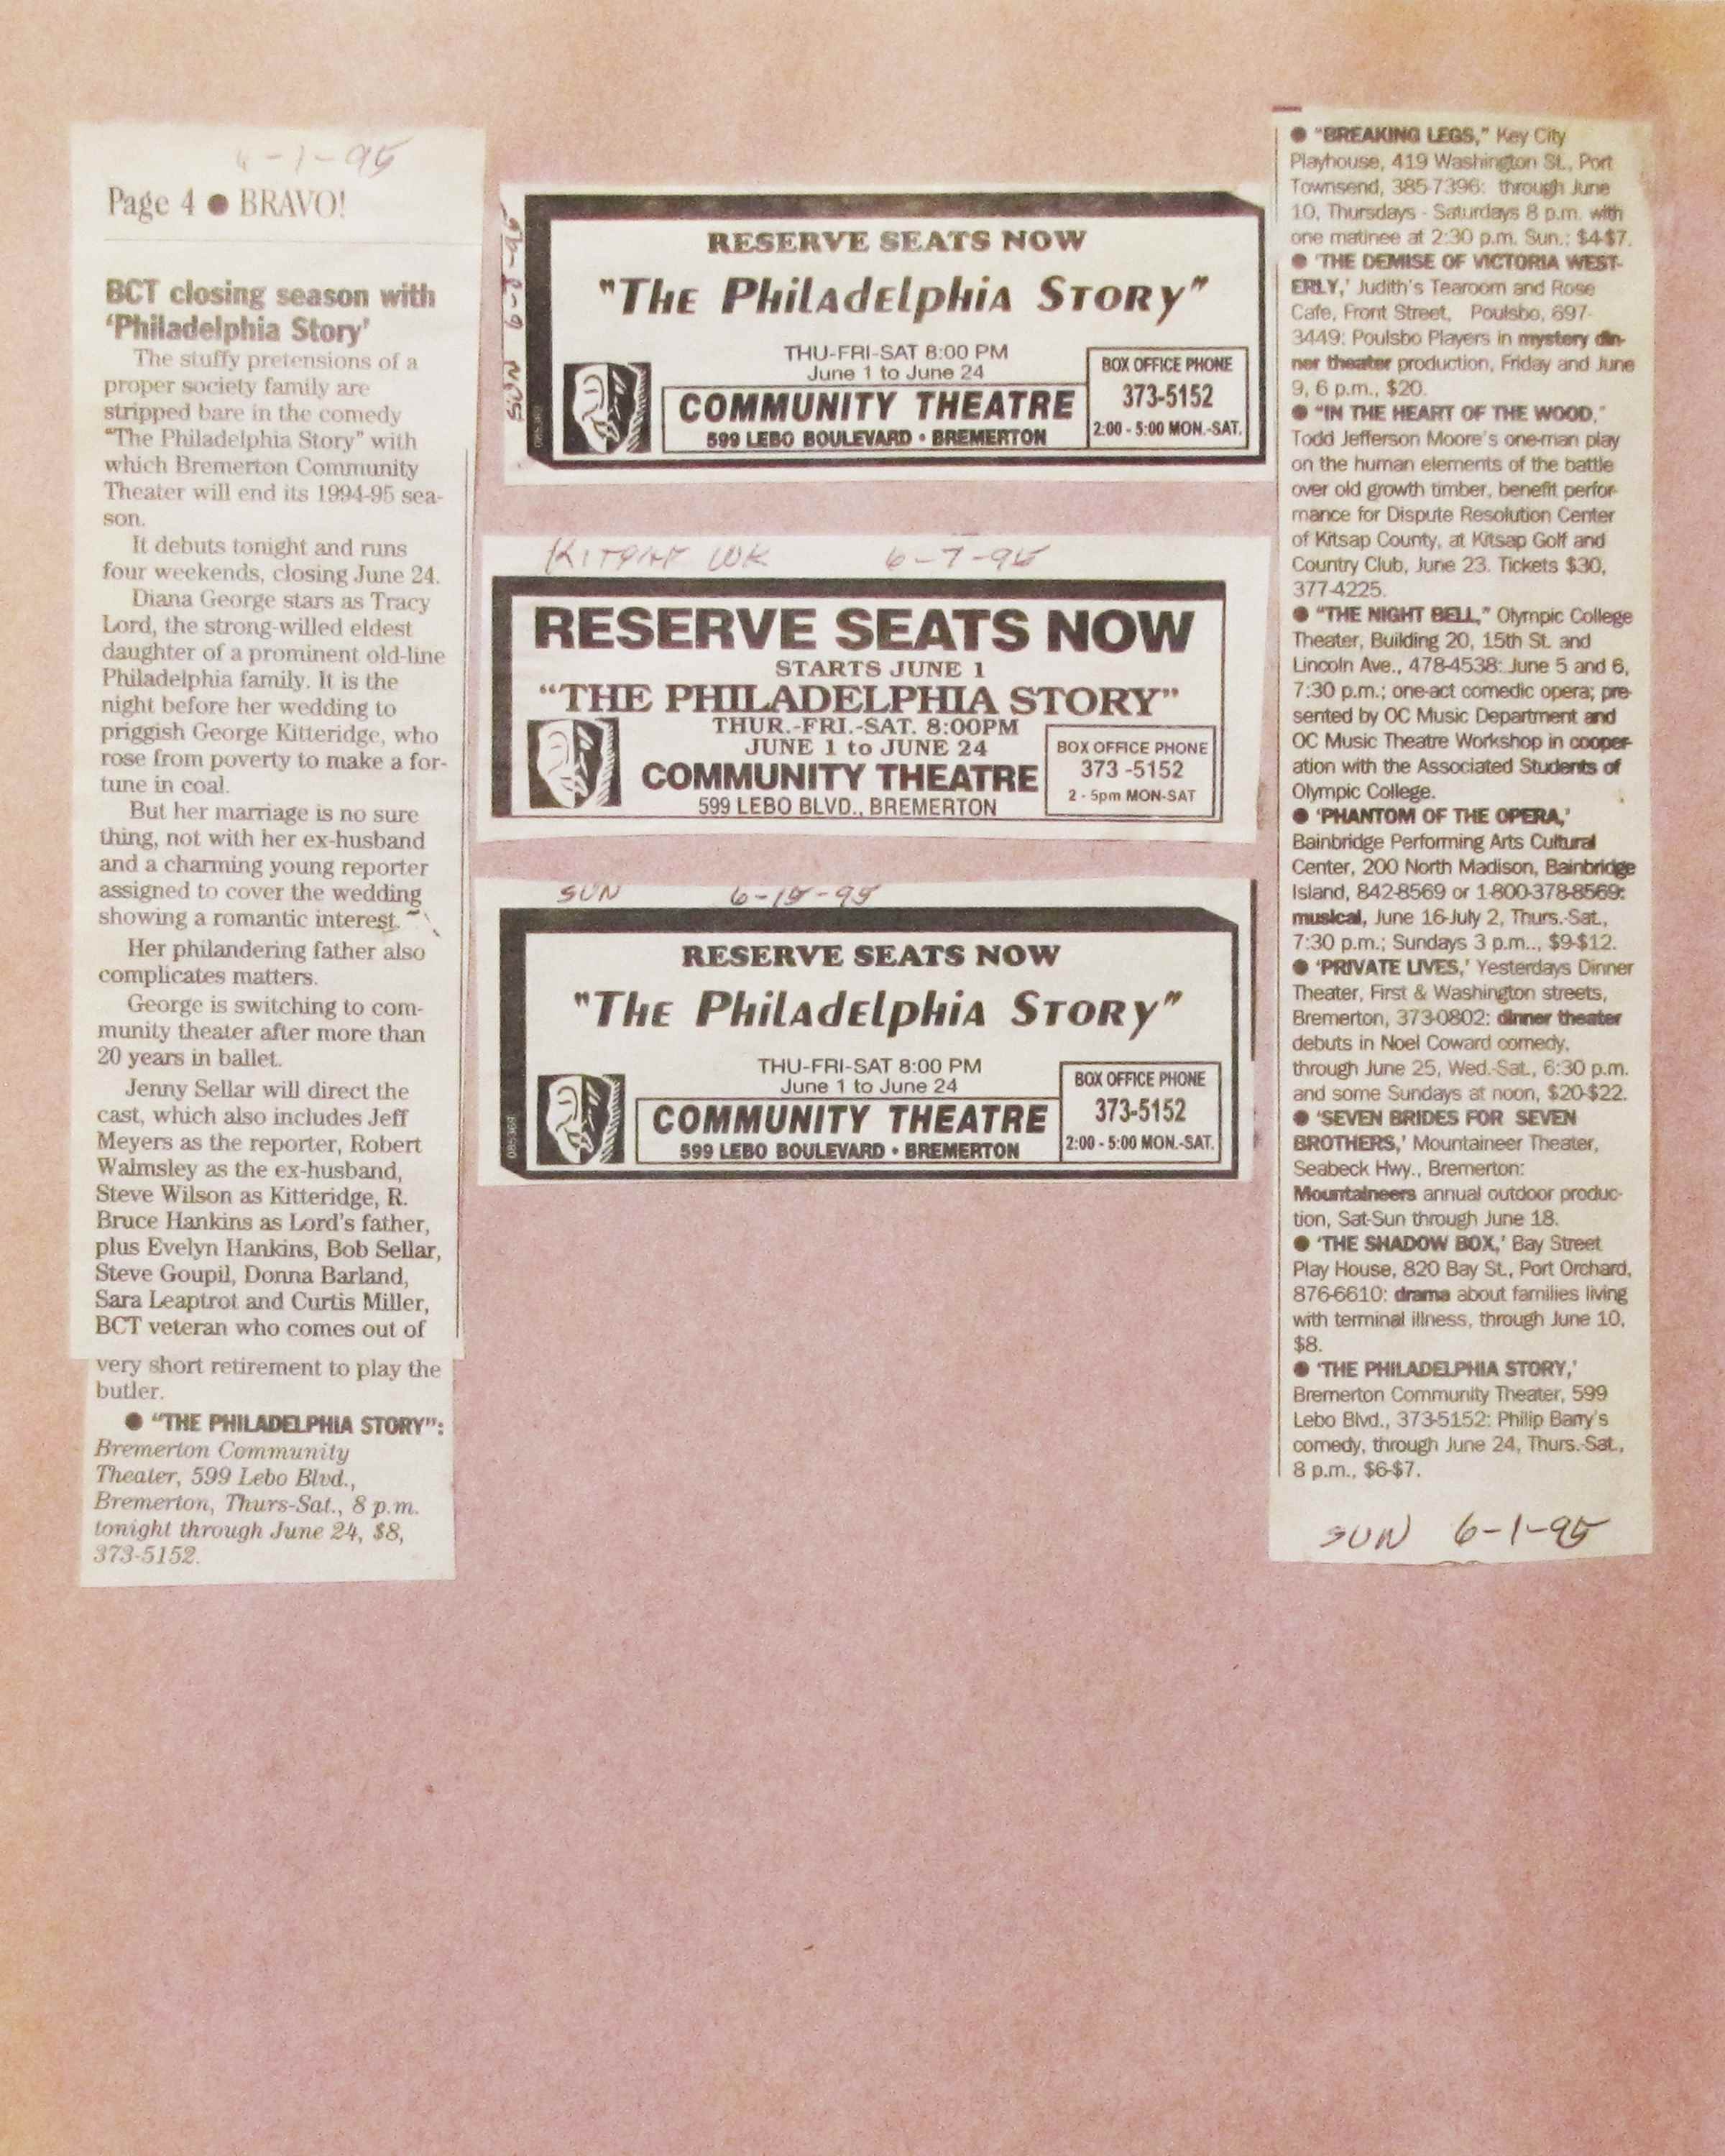 6-1-95
Page 4 ● BRAVO!
BCT closing season with
'Philadelphia Story'
The stuffy pretensions of a
proper society family are
stripped bare in the comedy
"The Philadelphia Story" with
which Bremerton Community
Theater will end its 1994-95 sea-
son.
It debuts tonight and runs
four weekends, closing June 24.
Diana George stars as Tracy
Lord, the strong-willed eldest
daughter of a prominent old-line
Philadelphia family. It is the
night before her wedding to
priggish George Kitteridge, who
rose from poverty to make a for-
tune in coal.
But her marriage is no sure
thing, not with her ex-husband
and a charming young reporter
assigned to cover the wedding
showing a romantic interest.
Her philandering father also
complicates matters.
George is switching to com-
munity theater after more than
20 years in ballet.
Jenny Sellar will direct the
cast, which also includes Jeff
Meyers as the reporter, Robert
Walmsley as the ex-husband,
Steve Wilson as Kitteridge, R.
Bruce Hankins as Lord's father,
plus Evelyn Hankins, Bob Sellar,
Steve Goupil, Donna Barland,
Sara Leaptrot and Curtis Miller,
BCT veteran who comes out of
very short retirement to play the
butler.
● "THE PHILADELPHIA STORY":
Bremerton Community
Theater, 599 Lebo Blvd.,
Bremerton, Thurs-Sat., 8 p.m.
tonight through June 24, $8,
373-5152.
SUN
RESERVE SEATS NOW
"The Philadelphia Story"
THU-FRI-SAT 8:00 PM
June 1 to June 24
COMMUNITY THEATRE
599 LEBO BOULEVARD • BREMERTON
BOX OFFICE PHONE
373-5152
2:00 - 5:00 MON.-SAT.
KITSAP WK 6-7-95
RESERVE SEATS NOW
STARTS JUNE 1
"THE PHILADELPHIA STORY"
THUR.-FRI.-SAT. 8:00PM
JUNE 1 to JUNE 24
COMMUNITY THEATRE
599 LEBO BLVD., BREMERTON
BOX OFFICE PHONE
373 -5152
2 - 5pm MON-SAT
SUN 6-15-95
RESERVE SEATS NOW
"The Philadelphia Story"
THU-FRI-SAT 8:00 PM
June 1 to June 24
COMMUNITY THEATRE
599 LEBO BOULEVARD • BREMERTON
BOX OFFICE PHONE
373-5152
2:00 - 5:00 MON.-SAT.
● "BREAKING LEGS," Key City
Playhouse, 419 Washington St., Port
Townsend, 385-7396: through June
10, Thursdays - Saturdays 8 p.m. with
one matinee at 2:30 p.m. Sun.; $4-$7.
● 'THE DEMISE OF VICTORIA WEST-
ERLY,' Judith's Tearoom and Rose
Cafe, Front Street, Poulsbo, 697-
3449: Poulsbo Players in mystery din-
ner theater production, Friday and June
9, 6 p.m., $20.
● "IN THE HEART OF THE WOOD,"
Todd Jefferson Moore's one-man play
on the human elements of the battle
over old growth timber, benefit perfor-
mance for Dispute Resolution Center
of Kitsap County, at Kitsap Golf and
Country Club, June 23. Tickets $30,
377-4225.
● "THE NIGHT BELL," Olympic College
Theater, Building 20, 15th St. and
Lincoln Ave., 478-4538: June 5 and 6,
7:30 p.m.; one-act comedic opera; pre-
sented by OC Music Department and
OC Music Theatre Workshop in cooper-
ation with the Associated Students of
Olympic College.
● 'PHANTOM OF THE OPERA,'
Bainbridge Performing Arts Cultural
Center, 200 North Madison, Bainbridge
Island, 842-8569 or 1-800-378-8569:
musical, June 16-July 2, Thurs.-Sat.,
7:30 p.m.; Sundays 3 p.m.., $9-$12.
● 'PRIVATE LIVES,' Yesterdays Dinner
Theater, First & Washington streets,
Bremerton, 373-0802: dinner theater
debuts in Noel Coward comedy,
through June 25, Wed.-Sat., 6:30 p.m.
and some Sundays at noon, $20-$22.
● 'SEVEN BRIDES FOR SEVEN
BROTHERS,' Mountaineer Theater,
Seabeck Hwy., Bremerton:
Mountaineers annual outdoor produc-
tion, Sat-Sun through June 18.
● 'THE SHADOW BOX,' Bay Street
Play House, 820 Bay St., Port Orchard,
876-6610: drama about families living
with terminal illness, through June 10,
$8.
● 'THE PHILADELPHIA STORY,'
Bremerton Community Theater, 599
Lebo Blvd., 373-5152: Philip Barry's
comedy, through June 24, Thurs.-Sat.,
8 p.m., $6-$7.
SUN 6-1-95